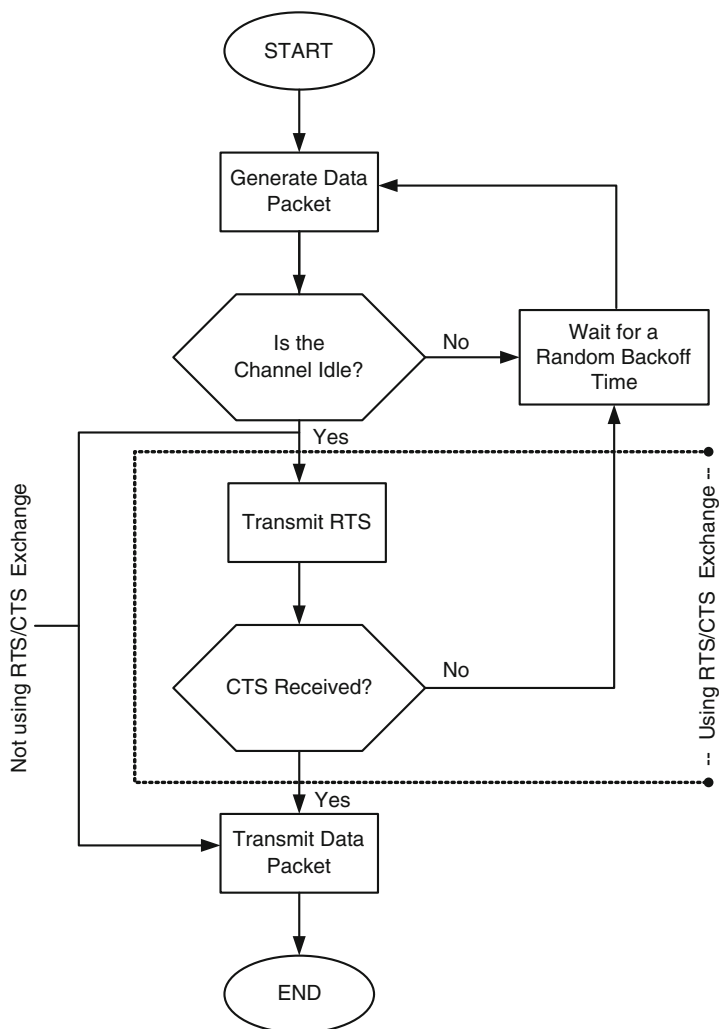 START
Generate Data
Packet
Is the
Channel Idle?
No
Wait for a
Random Backoff
Time
Yes
Transmit RTS
CTS Received?
No
Not using RTS/CTS Exchange
-- Using RTS/CTS Exchange --
Yes
Transmit Data
Packet
END